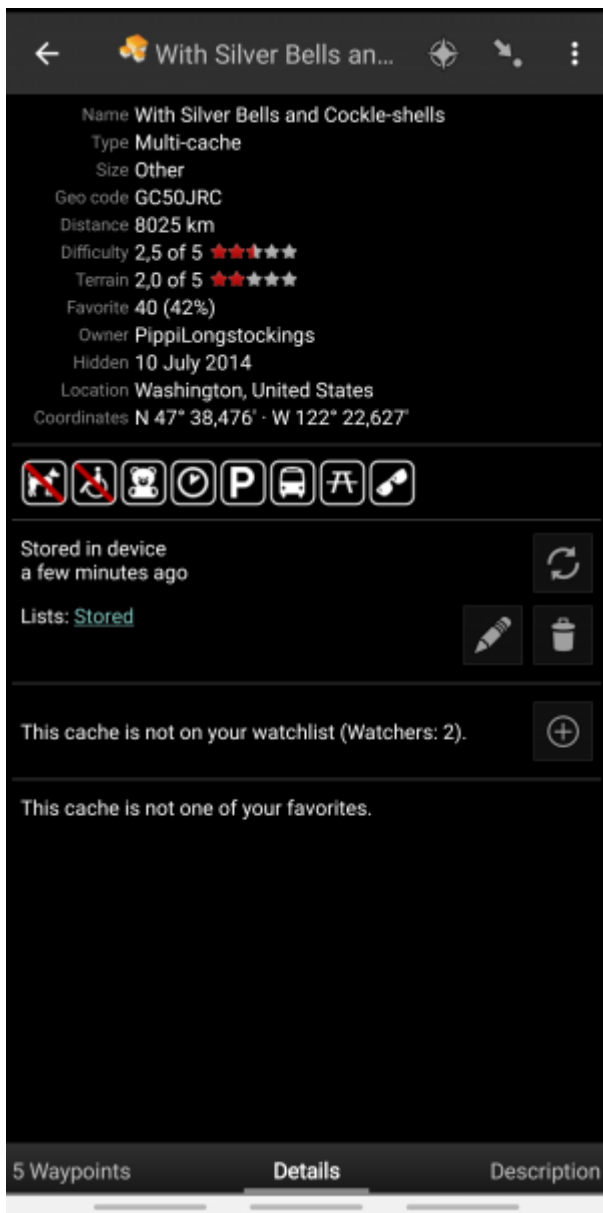 With Silver Bells an...
Name With Silver Bells and Cockle-shells
Type Multi-cache
Size Other
Geo code GC50JRC
Distance 8025 km
Difficulty 2,5 of 5
Terrain 2,0 of 5
Favorite 40 (42%)
Owner PippiLongstockings
Hidden 10 July 2014
Location Washington, United States
Coordinates N 47° 38,476' · W 122° 22,627'
P
Stored in device
a few minutes ago
Lists: Stored
This cache is not on your watchlist (Watchers: 2).
This cache is not one of your favorites.
5 Waypoints Details Description